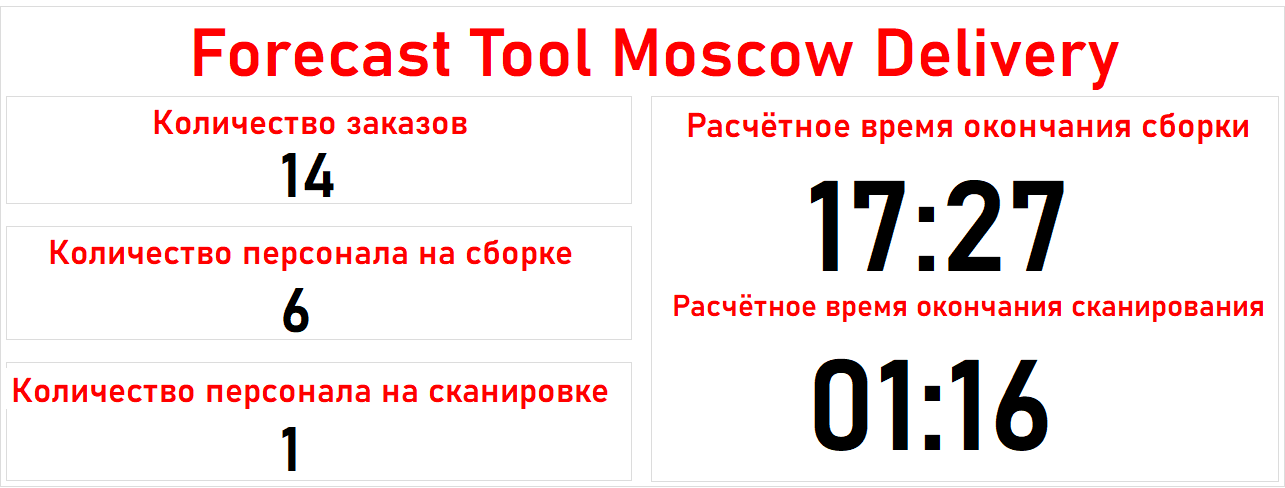 Forecast Tool Moscow Delivery
Количество заказов
14
Количество персонала на сборке
6
Количество персонала на сканировке
1
Расчётное время окончания сборки
17:27
Расчётное время окончания сканирования
01:16